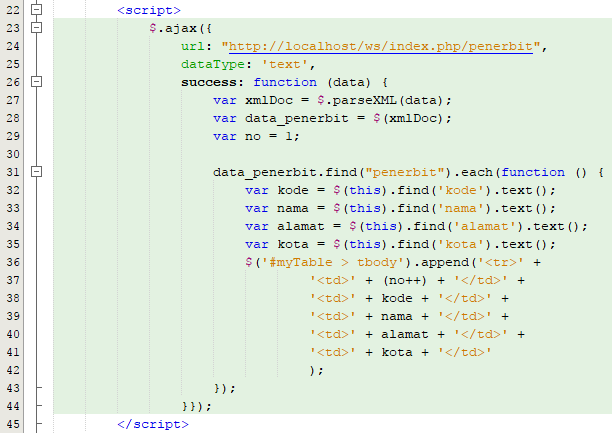 22 <script>
23 $.ajax({
24 url: "http://localhost/ws/index.php/penerbit",
25 dataType: 'text',
26 success: function (data) {
27 var xmlDoc = $.parseXML(data);
28 var data_penerbit = $(xmlDoc);
29 var no = 1;
30
31 data_penerbit.find("penerbit").each(function () {
32 var kode = $(this).find('kode').text();
33 var nama = $(this).find('nama').text();
34 var alamat = $(this).find('alamat').text();
35 var kota = $(this).find('kota').text();
36 $('#myTable > tbody').append('<tr>' +
37 '<td>' + (no++) + '</td>' +
38 '<td>' + kode + '</td>' +
39 '<td>' + nama + '</td>' +
40 '<td>' + alamat + '</td>' +
41 '<td>' + kota + '</td>'
42 );
43 });
44 }});
45 </script>